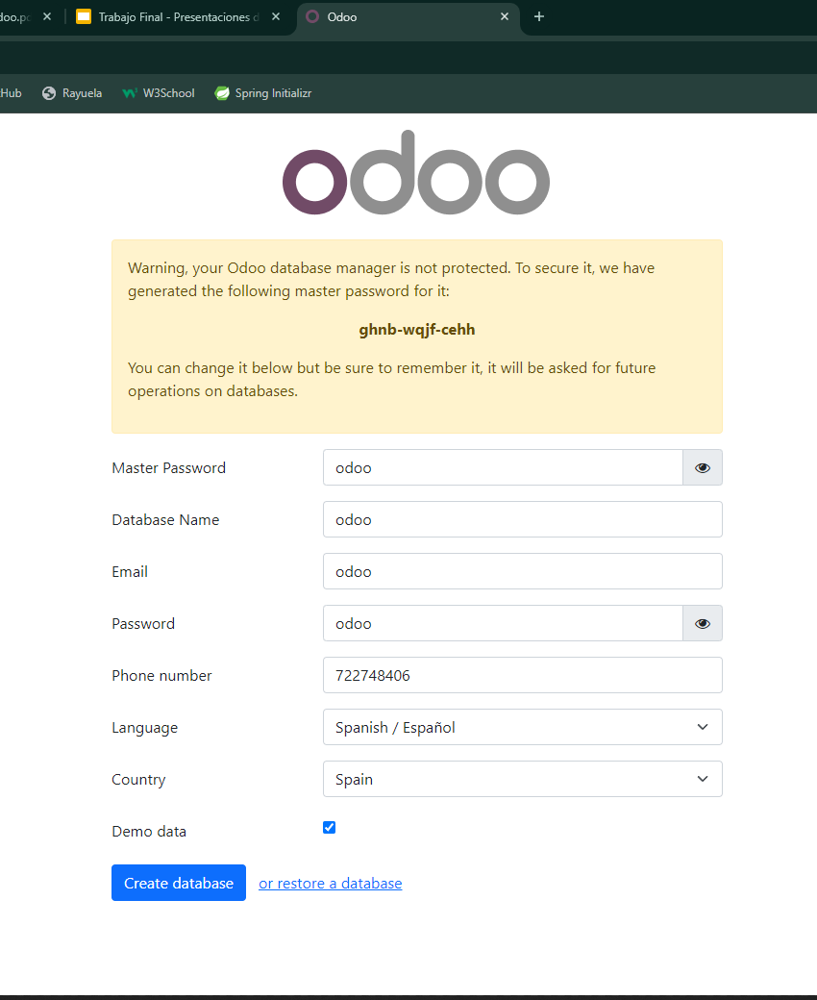 Trabajo Final - Presentaciones
Odoo
Rayuela
W3School
Spring Initializr
odoo
Warning, your Odoo database manager is not protected. To secure it, we have
generated the following master password for it:
ghnb-wqjf-cehh
You can change it below but be sure to remember it, it will be asked for future
operations on databases.
Master Password
odoo
Database Name
odoo
Email
odoo
Password
odoo
Phone number
722748406
Language
Spanish / Español
Country
Spain
Demo data
Create database
or restore a database